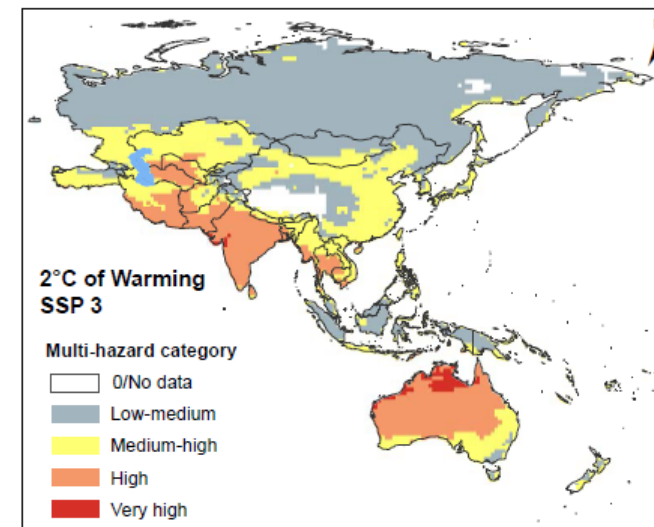 2°C of Warming
SSP 3
Multi-hazard category
0/No data
Low-medium
Medium-high
High
Very high